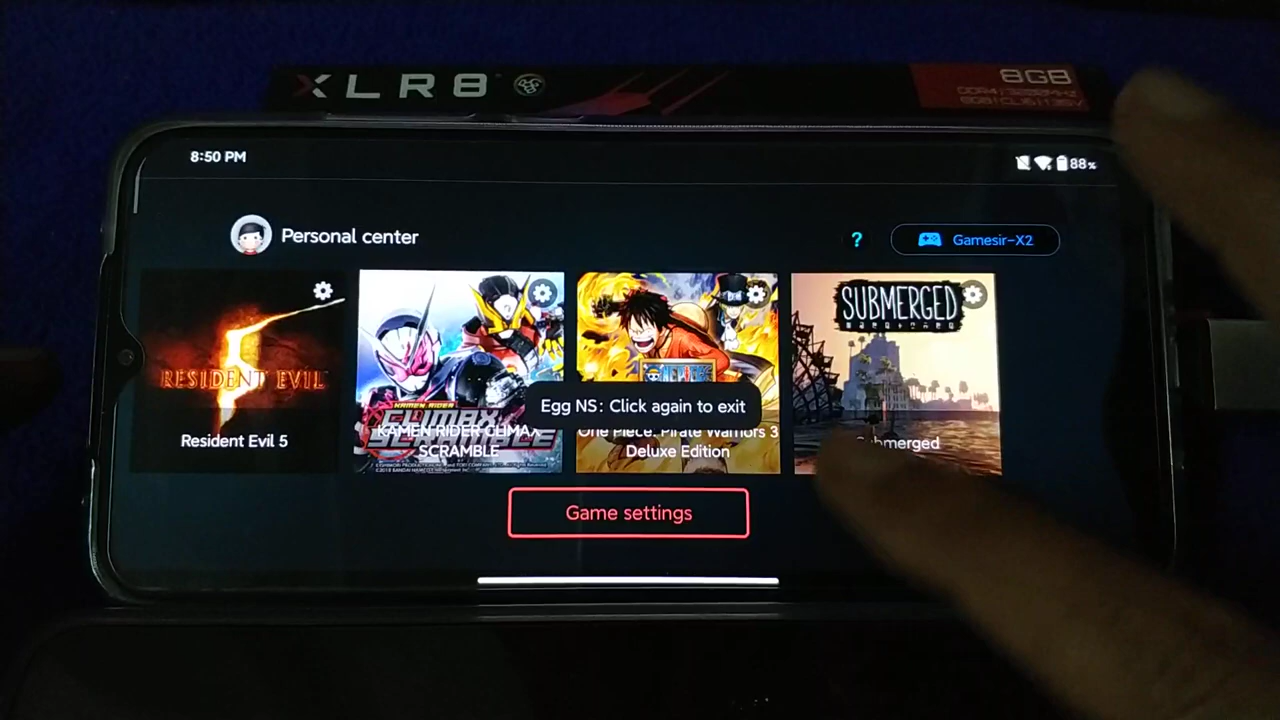 XLR8
8GB
DDR4|3200MHz
8:50 PM
88%
Personal center
?
Gamesir-X2
RESIDENT EVIL
Resident Evil 5
KAMEN RIDER
CLIMAX
SCRAMBLE
KAMEN RIDER CLIMAX
SCRAMBLE
ONE PIECE
One Piece: Pirate Warriors 3
Deluxe Edition
SUBMERGED
Submerged
Egg NS: Click again to exit
Game settings